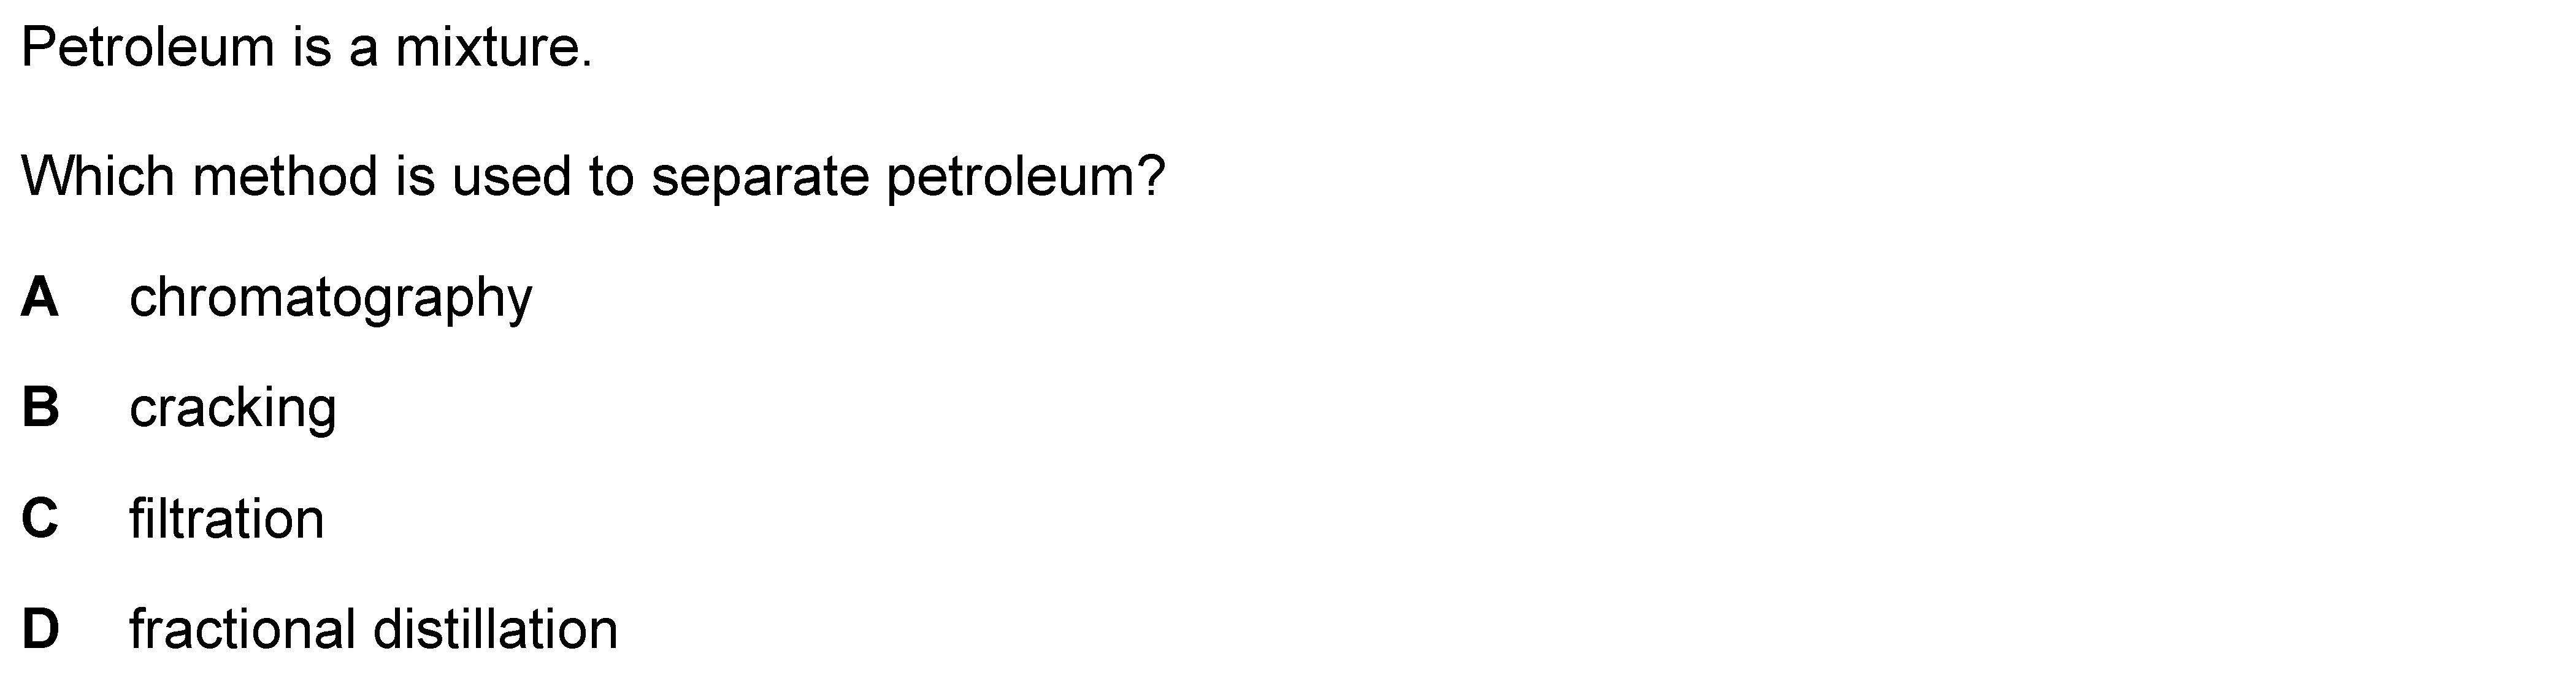 Petroleum is a mixture.
Which method is used to separate petroleum?
A chromatography
B cracking
C filtration
D fractional distillation